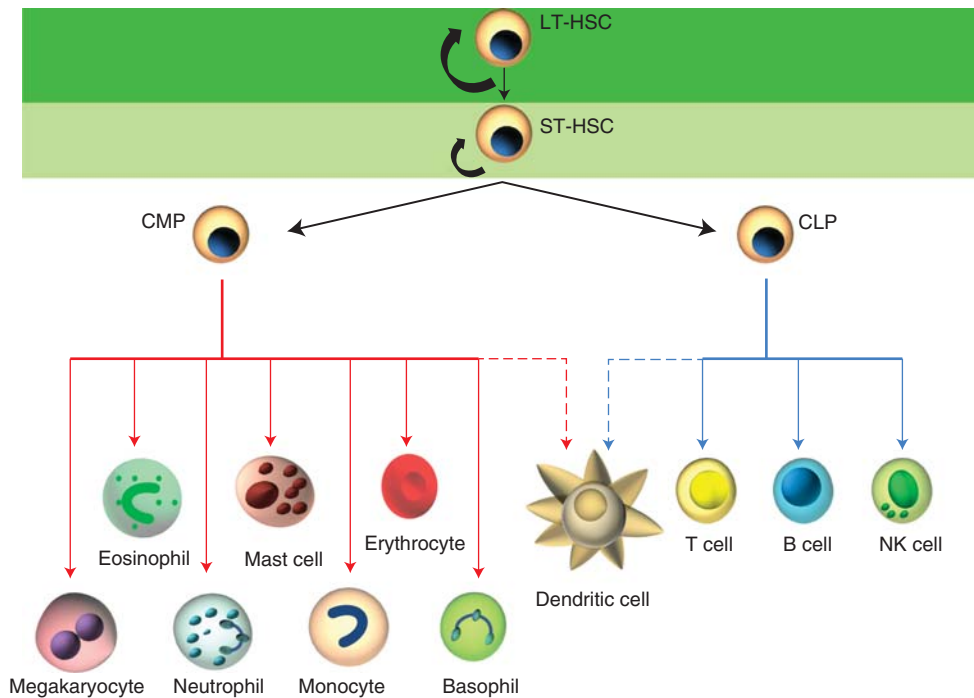 LT-HSC
ST-HSC
CMP
CLP
Eosinophil
Mast cell
Erythrocyte
T cell
B cell
NK cell
Dendritic cell
Megakaryocyte
Neutrophil
Monocyte
Basophil